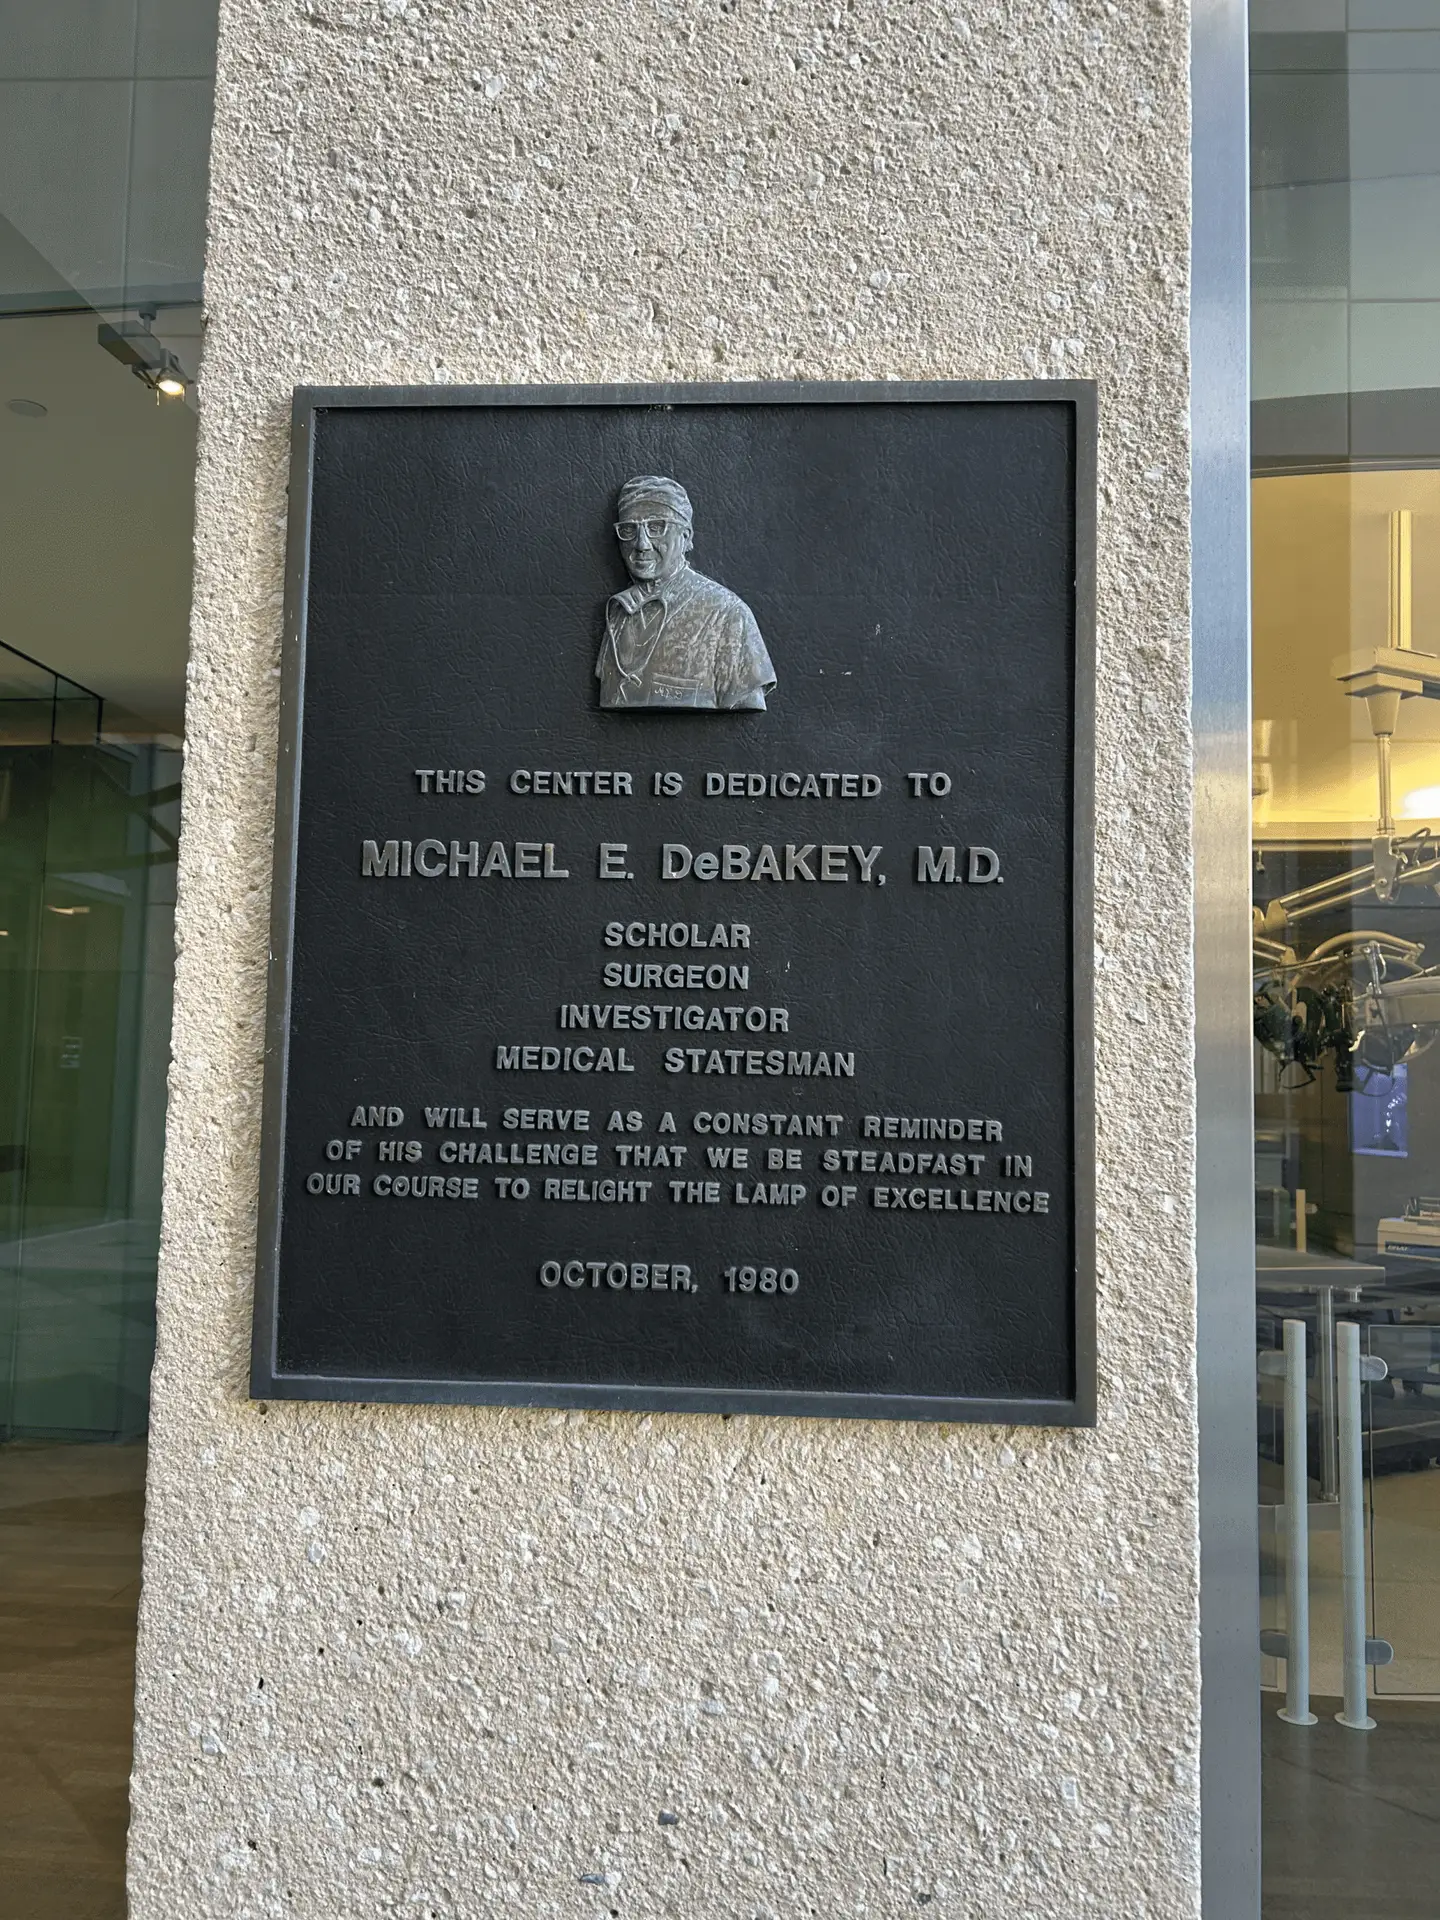 THIS CENTER IS DEDICATED TO
MICHAEL E. DeBAKEY, M.D.
SCHOLAR
SURGEON
INVESTIGATOR
MEDICAL STATESMAN
AND WILL SERVE AS A CONSTANT REMINDER
OF HIS CHALLENGE THAT WE BE STEADFAST IN
OUR COURSE TO RELIGHT THE LAMP OF EXCELLENCE
OCTOBER, 1980